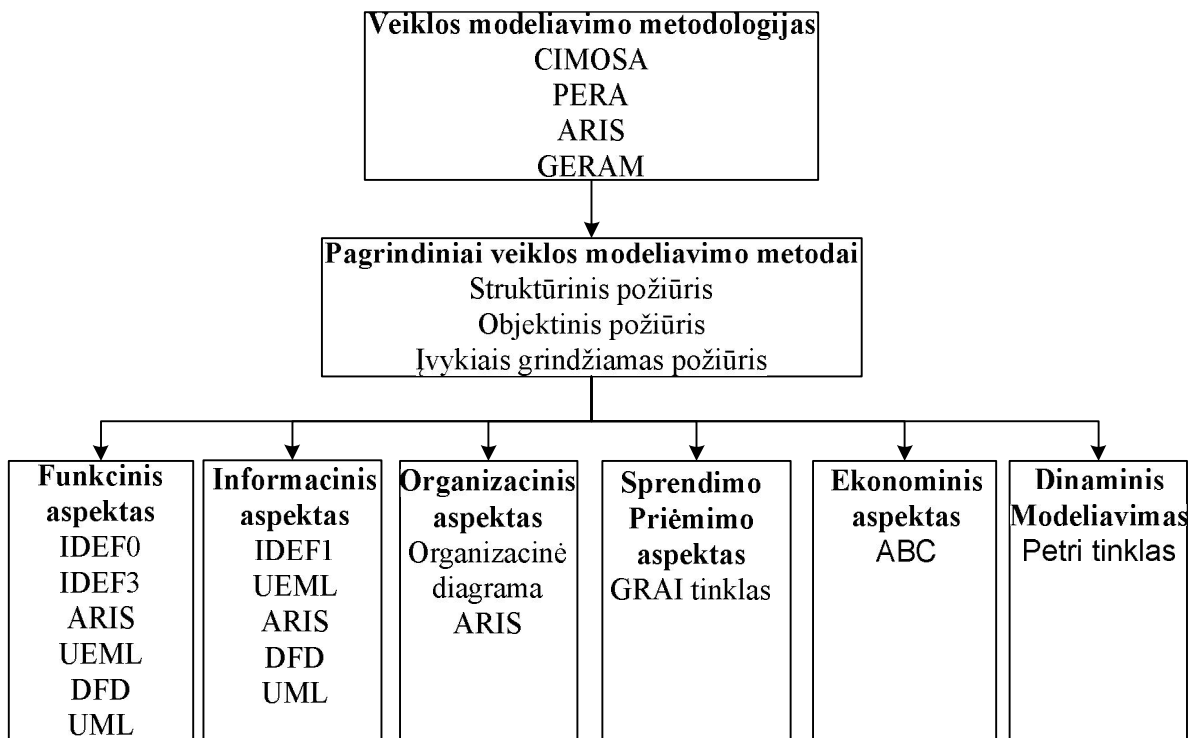 Veiklos modeliavimo metodologijas
CIMOSA
PERA
ARIS
GERAM
Pagrindiniai veiklos modeliavimo metodai
Struktūrinis požiūris
Objektinis požiūris
Įvykiais grindžiamas požiūris
Funkcinis
aspektas
IDEF0
IDEF3
ARIS
UEML
DFD
UML
Informacinis
aspektas
IDEF1
UEML
ARIS
DFD
UML
Organizacinis
aspektas
Organizacinė
diagrama
ARIS
Sprendimo
Priėmimo
aspektas
GRAI tinklas
Ekonominis
aspektas
ABC
Dinaminis
Modeliavimas
Petri tinklas